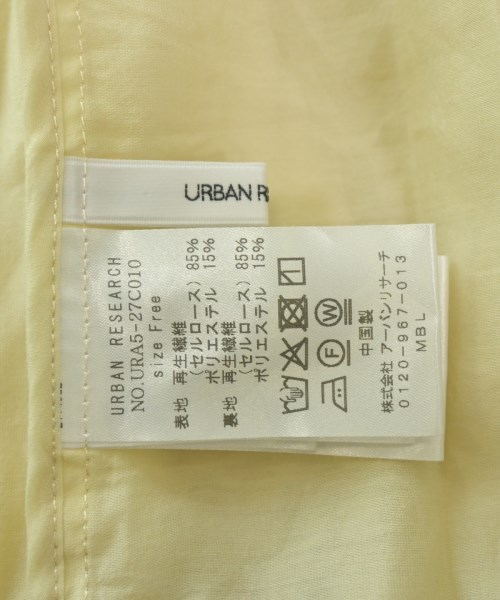 URBAN R
URBAN RESEARCH
NO.URA5-27C010
size Free
表地 再生繊維
(セルロース) 85%
ポリエステル 15%
裏地 再生繊維
(セルロース) 85%
ポリエステル 15%
F W
中国製
株式会社 アーバンリサーチ
0120-967-013
MBL